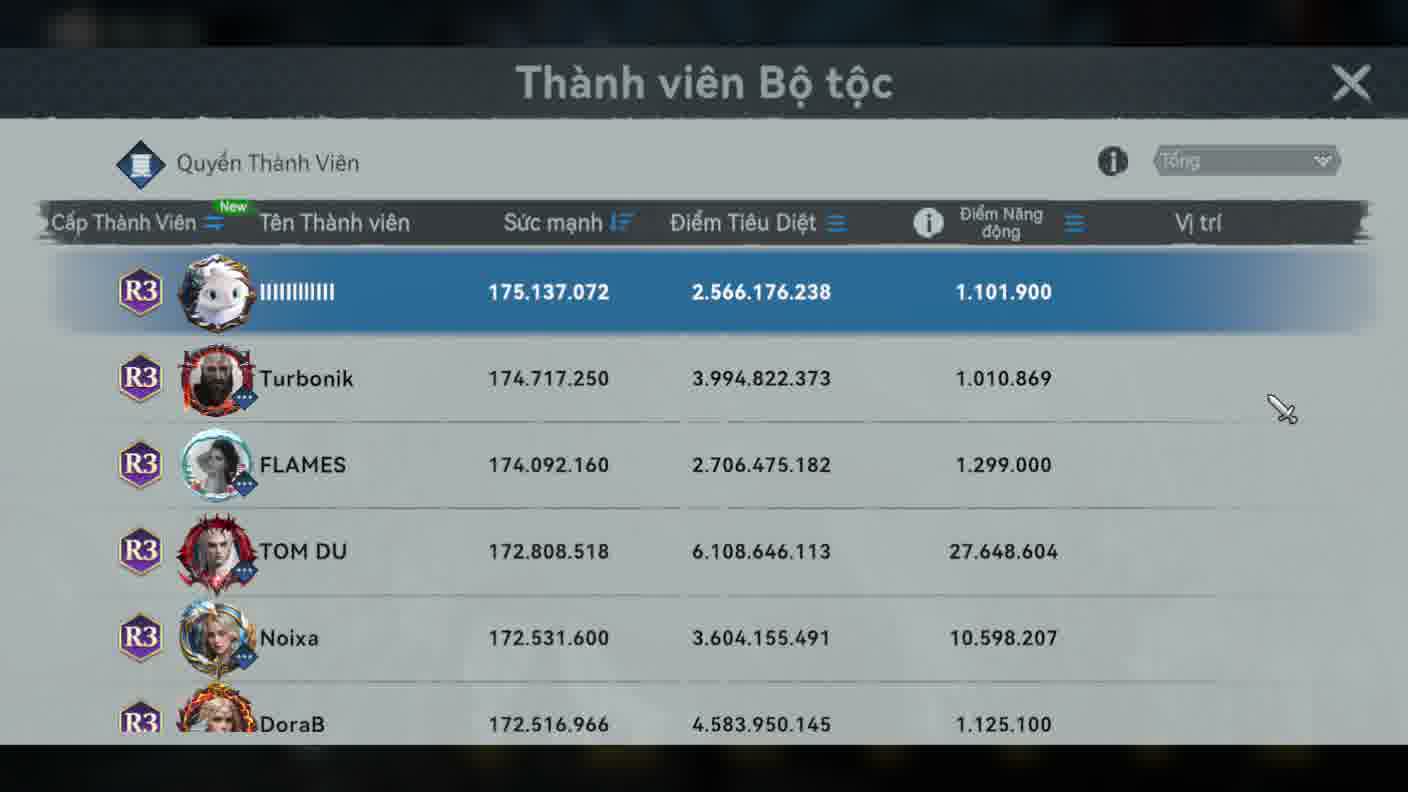 Thành viên Bộ tộc
Quyển Thành Viên
Tổng
Cấp Thành Viên New Tên Thành viên Sức mạnh Điểm Tiêu Diệt Điểm Năng động Vị trí
R3 IIIIIIIIIIII 175.137.072 2.566.176.238 1.101.900
R3 Turbonik 174.717.250 3.994.822.373 1.010.869
R3 FLAMES 174.092.160 2.706.475.182 1.299.000
R3 TOM DU 172.808.518 6.108.646.113 27.648.604
R3 Noixa 172.531.600 3.604.155.491 10.598.207
R3 DoraB 172.516.966 4.583.950.145 1.125.100